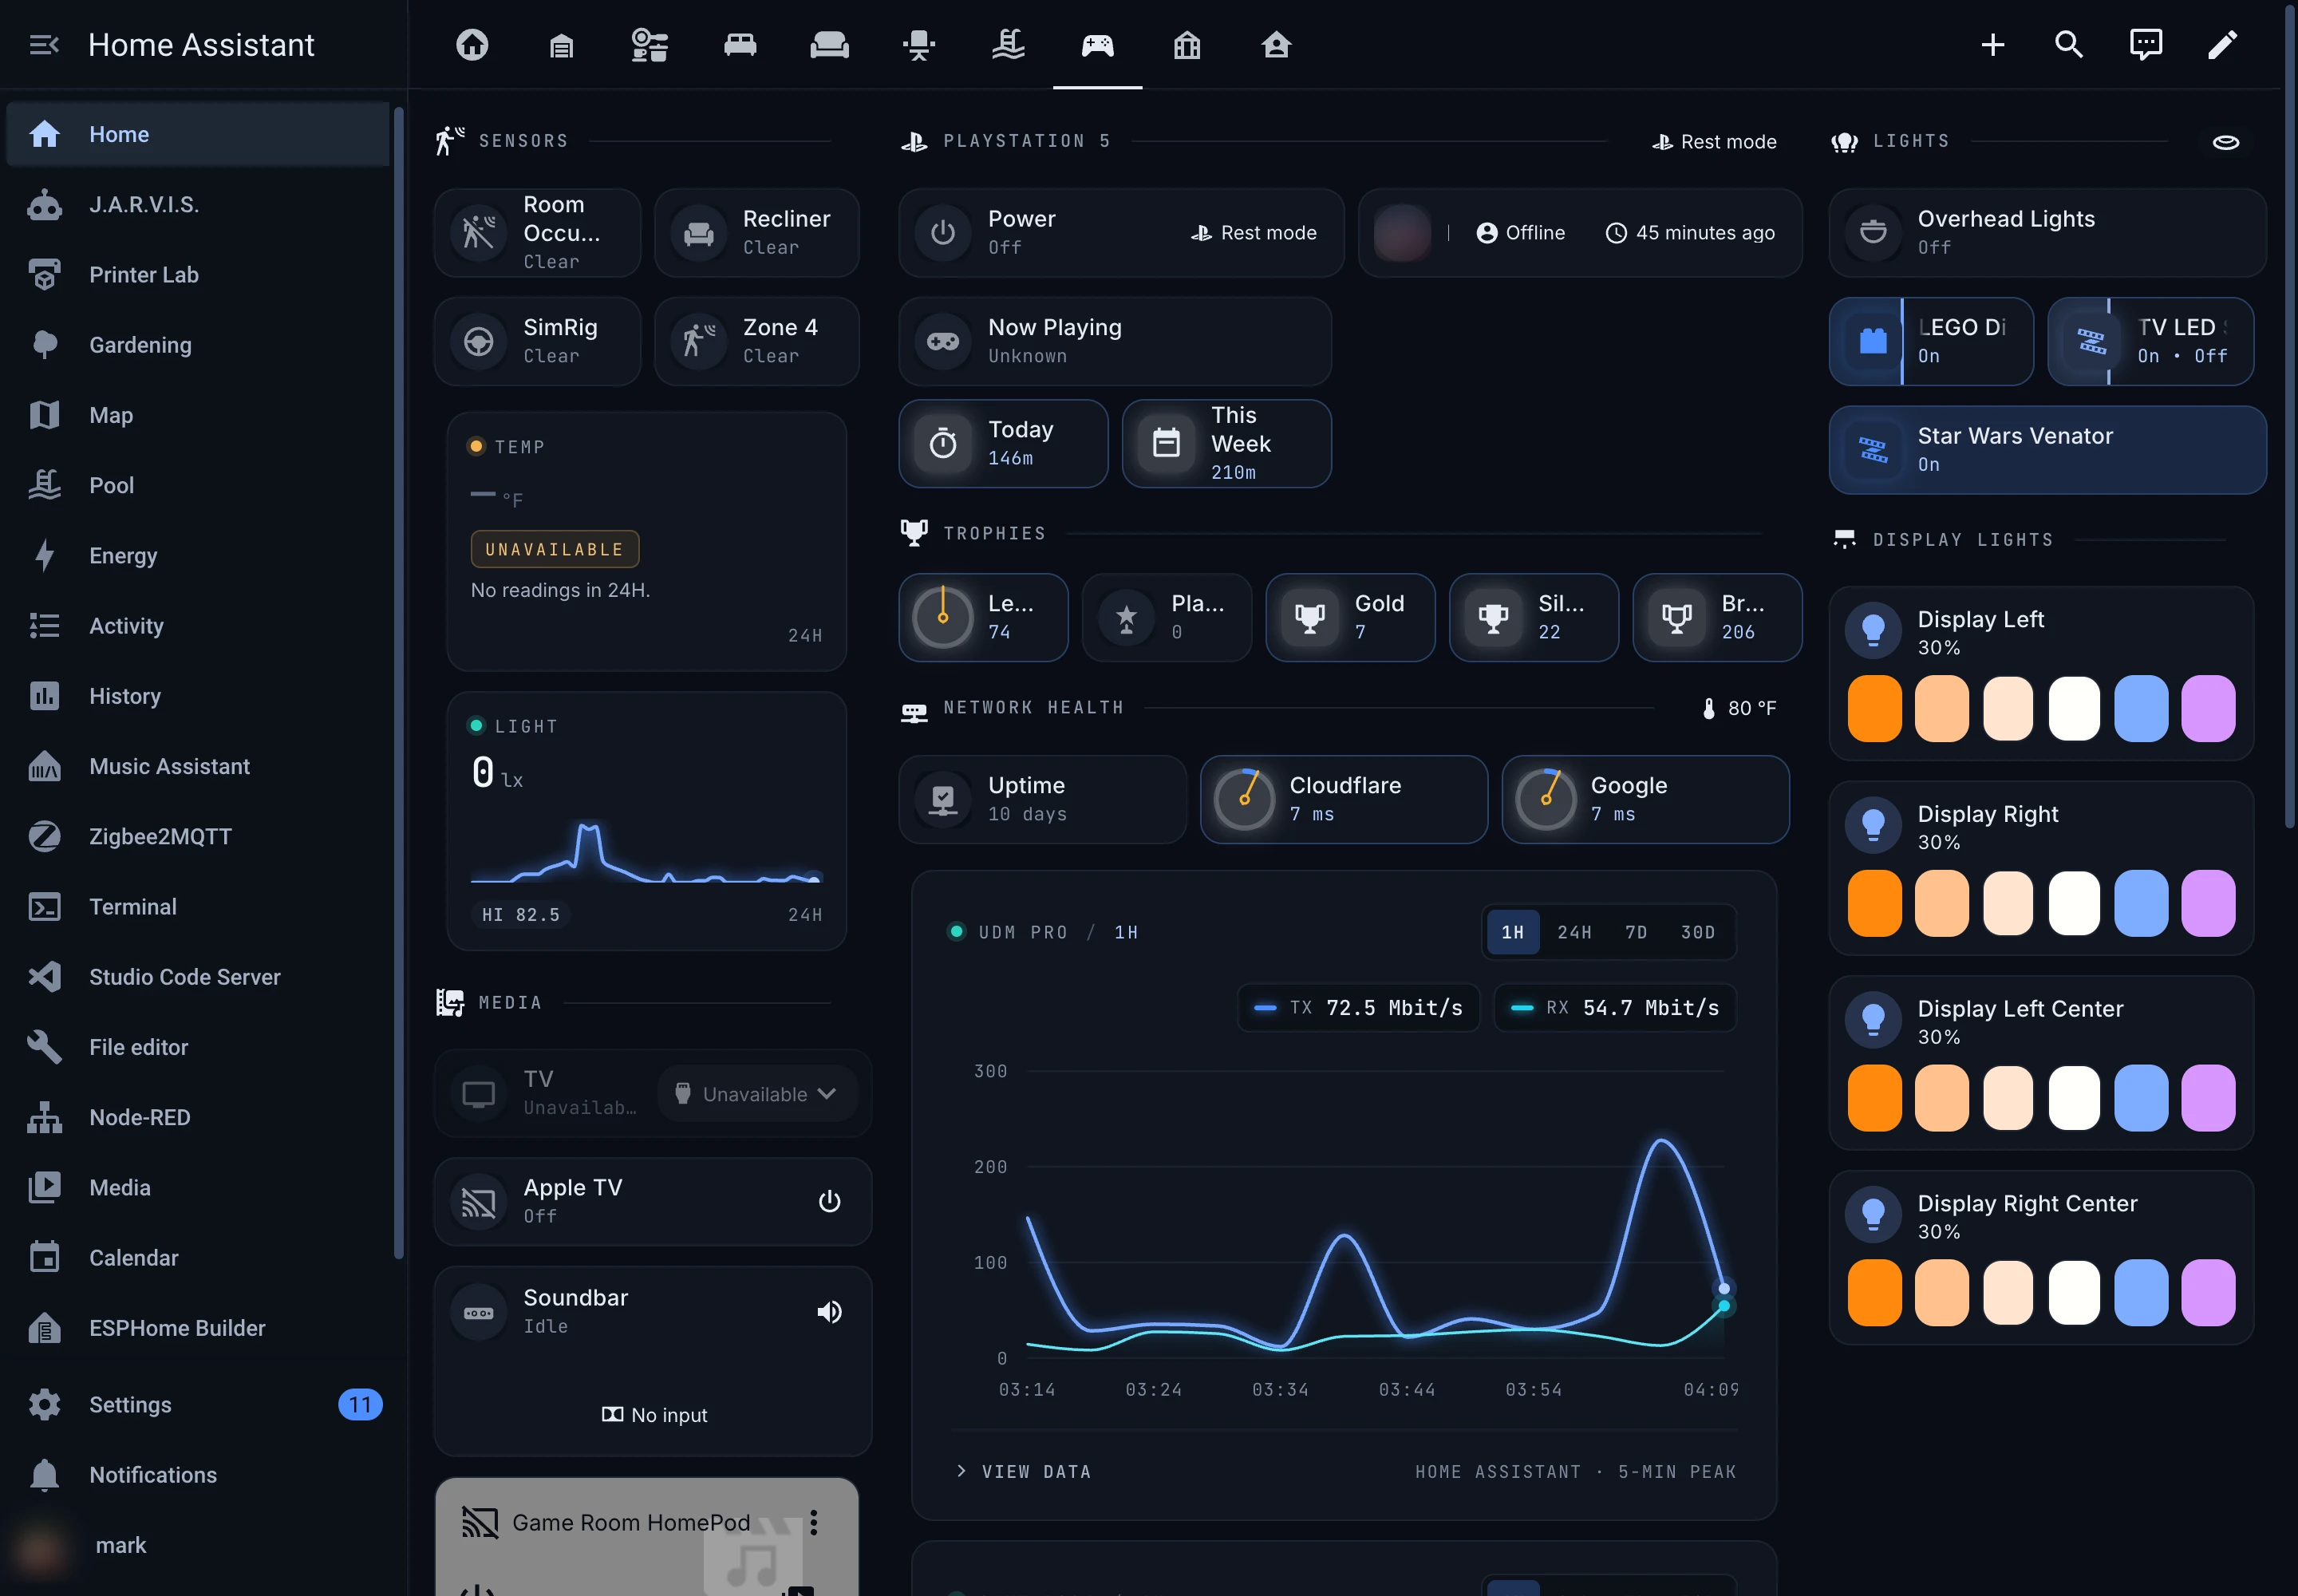 Home Assistant
Home
J.A.R.V.I.S.
Printer Lab
Gardening
Map
Pool
Energy
Activity
History
Music Assistant
Zigbee2MQTT
Terminal
Studio Code Server
File editor
Node-RED
Media
Calendar
ESPHome Builder
Settings
11
Notifications
mark
SENSORS
Room
Occu...
Clear
Recliner
Clear
SimRig
Clear
Zone 4
Clear
TEMP
— °F
UNAVAILABLE
No readings in 24H.
24H
LIGHT
0 lx
HI 82.5
24H
MEDIA
TV
Unavailab...
Unavailable
Apple TV
Off
Soundbar
Idle
No input
Game Room HomePod
PLAYSTATION 5
Rest mode
Power
Off
Rest mode
Offline
45 minutes ago
Now Playing
Unknown
Today
146m
This
Week
210m
TROPHIES
Le...
74
Pla...
0
Gold
7
Sil...
22
Br...
206
NETWORK HEALTH
80 °F
Uptime
10 days
Cloudflare
7 ms
Google
7 ms
UDM PRO / 1H
1H 24H 7D 30D
TX 72.5 Mbit/s
RX 54.7 Mbit/s
300
200
100
0
03:14 03:24 03:34 03:44 03:54 04:09
VIEW DATA
HOME ASSISTANT · 5-MIN PEAK
LIGHTS
Overhead Lights
Off
LEGO Di
On
TV LED
On • Off
Star Wars Venator
On
DISPLAY LIGHTS
Display Left
30%
Display Right
30%
Display Left Center
30%
Display Right Center
30%